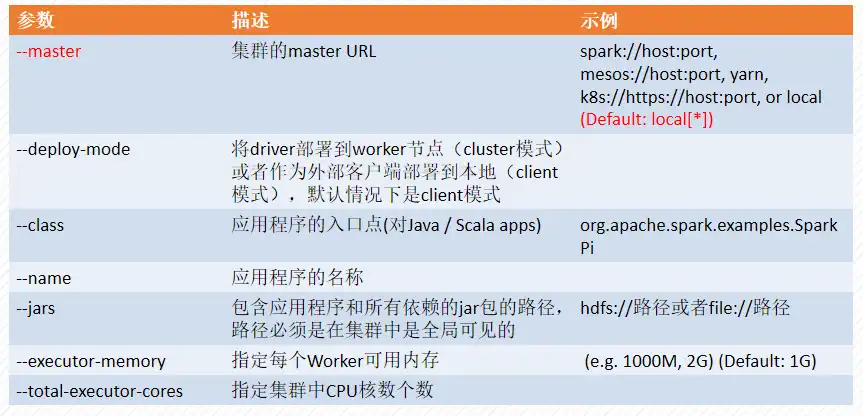 参数 描述 示例
--master 集群的master URL spark://host:port,
mesos://host:port, yarn,
k8s://https://host:port, or local
(Default: local[*])
--deploy-mode 将driver部署到worker节点（cluster模式）
或者作为外部客户端部署到本地（client
模式），默认情况下是client模式
--class 应用程序的入口点(对Java / Scala apps) org.apache.spark.examples.Spark
Pi
--name 应用程序的名称
--jars 包含应用程序和所有依赖的jar包的路径， hdfs://路径或者file://路径
路径必须是在集群中是全局可见的
--executor-memory 指定每个Worker可用内存 (e.g. 1000M, 2G) (Default: 1G)
--total-executor-cores 指定集群中CPU核数个数